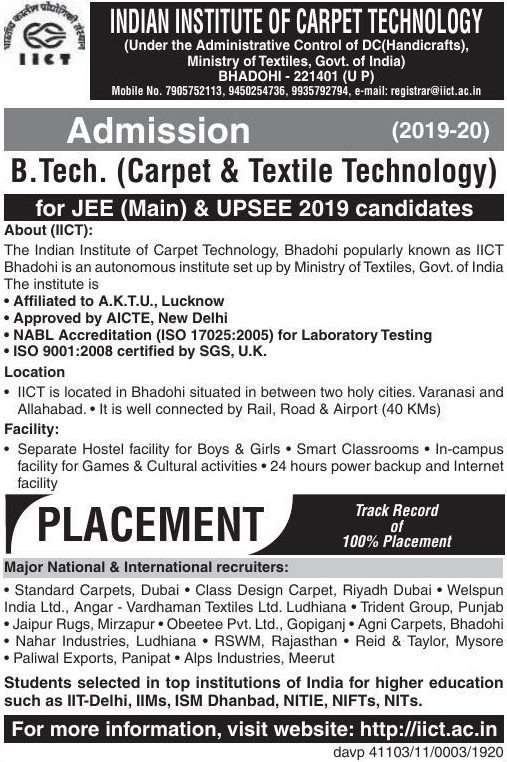 भारतीय कालीन प्रौद्योगिकी संस्थान
IICT
INDIAN INSTITUTE OF CARPET TECHNOLOGY
(Under the Administrative Control of DC(Handicrafts),
Ministry of Textiles, Govt. of India)
BHADOHI - 221401 (U P)
Mobile No. 7905752113, 9450254736, 9935792794, e-mail: registrar@iict.ac.in
Admission (2019-20)
B.Tech. (Carpet & Textile Technology)
for JEE (Main) & UPSEE 2019 candidates
About (IICT):
The Indian Institute of Carpet Technology, Bhadohi popularly known as IICT
Bhadohi is an autonomous institute set up by Ministry of Textiles, Govt. of India
The institute is
• Affiliated to A.K.T.U., Lucknow
• Approved by AICTE, New Delhi
• NABL Accreditation (ISO 17025:2005) for Laboratory Testing
• ISO 9001:2008 certified by SGS, U.K.
Location
• IICT is located in Bhadohi situated in between two holy cities. Varanasi and
Allahabad. • It is well connected by Rail, Road & Airport (40 KMs)
Facility:
• Separate Hostel facility for Boys & Girls • Smart Classrooms • In-campus
facility for Games & Cultural activities • 24 hours power backup and Internet
facility
PLACEMENT
Track Record
of
100% Placement
Major National & International recruiters:
• Standard Carpets, Dubai • Class Design Carpet, Riyadh Dubai • Welspun
India Ltd., Angar - Vardhaman Textiles Ltd. Ludhiana • Trident Group, Punjab
• Jaipur Rugs, Mirzapur • Obeetee Pvt. Ltd., Gopiganj • Agni Carpets, Bhadohi
• Nahar Industries, Ludhiana • RSWM, Rajasthan • Reid & Taylor, Mysore
• Paliwal Exports, Panipat • Alps Industries, Meerut
Students selected in top institutions of India for higher education
such as IIT-Delhi, IIMs, ISM Dhanbad, NITIE, NIFTs, NITs.
For more information, visit website: http://iict.ac.in
davp 41103/11/0003/1920